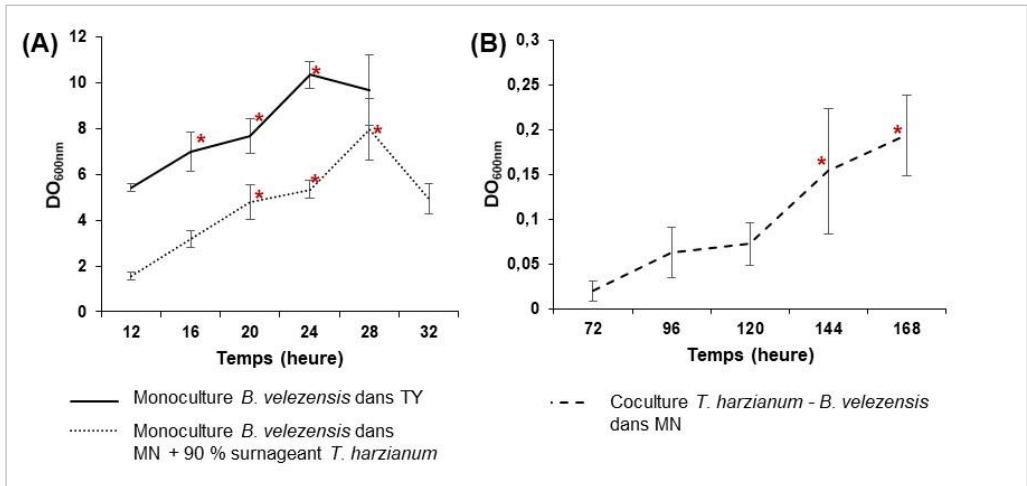 (A)
12
10
8
6
4
2
0
DO600nm
* * * *
* * *
12 16 20 24 28 32
Temps (heure)
Monoculture B. velezensis dans TY
Monoculture B. velezensis dans
MN + 90 % surnageant T. harzianum
(B)
0,3
0,25
0,2
0,15
0,1
0,05
0
DO600nm
* *
72 96 120 144 168
Temps (heure)
Coculture T. harzianum - B. velezensis
dans MN